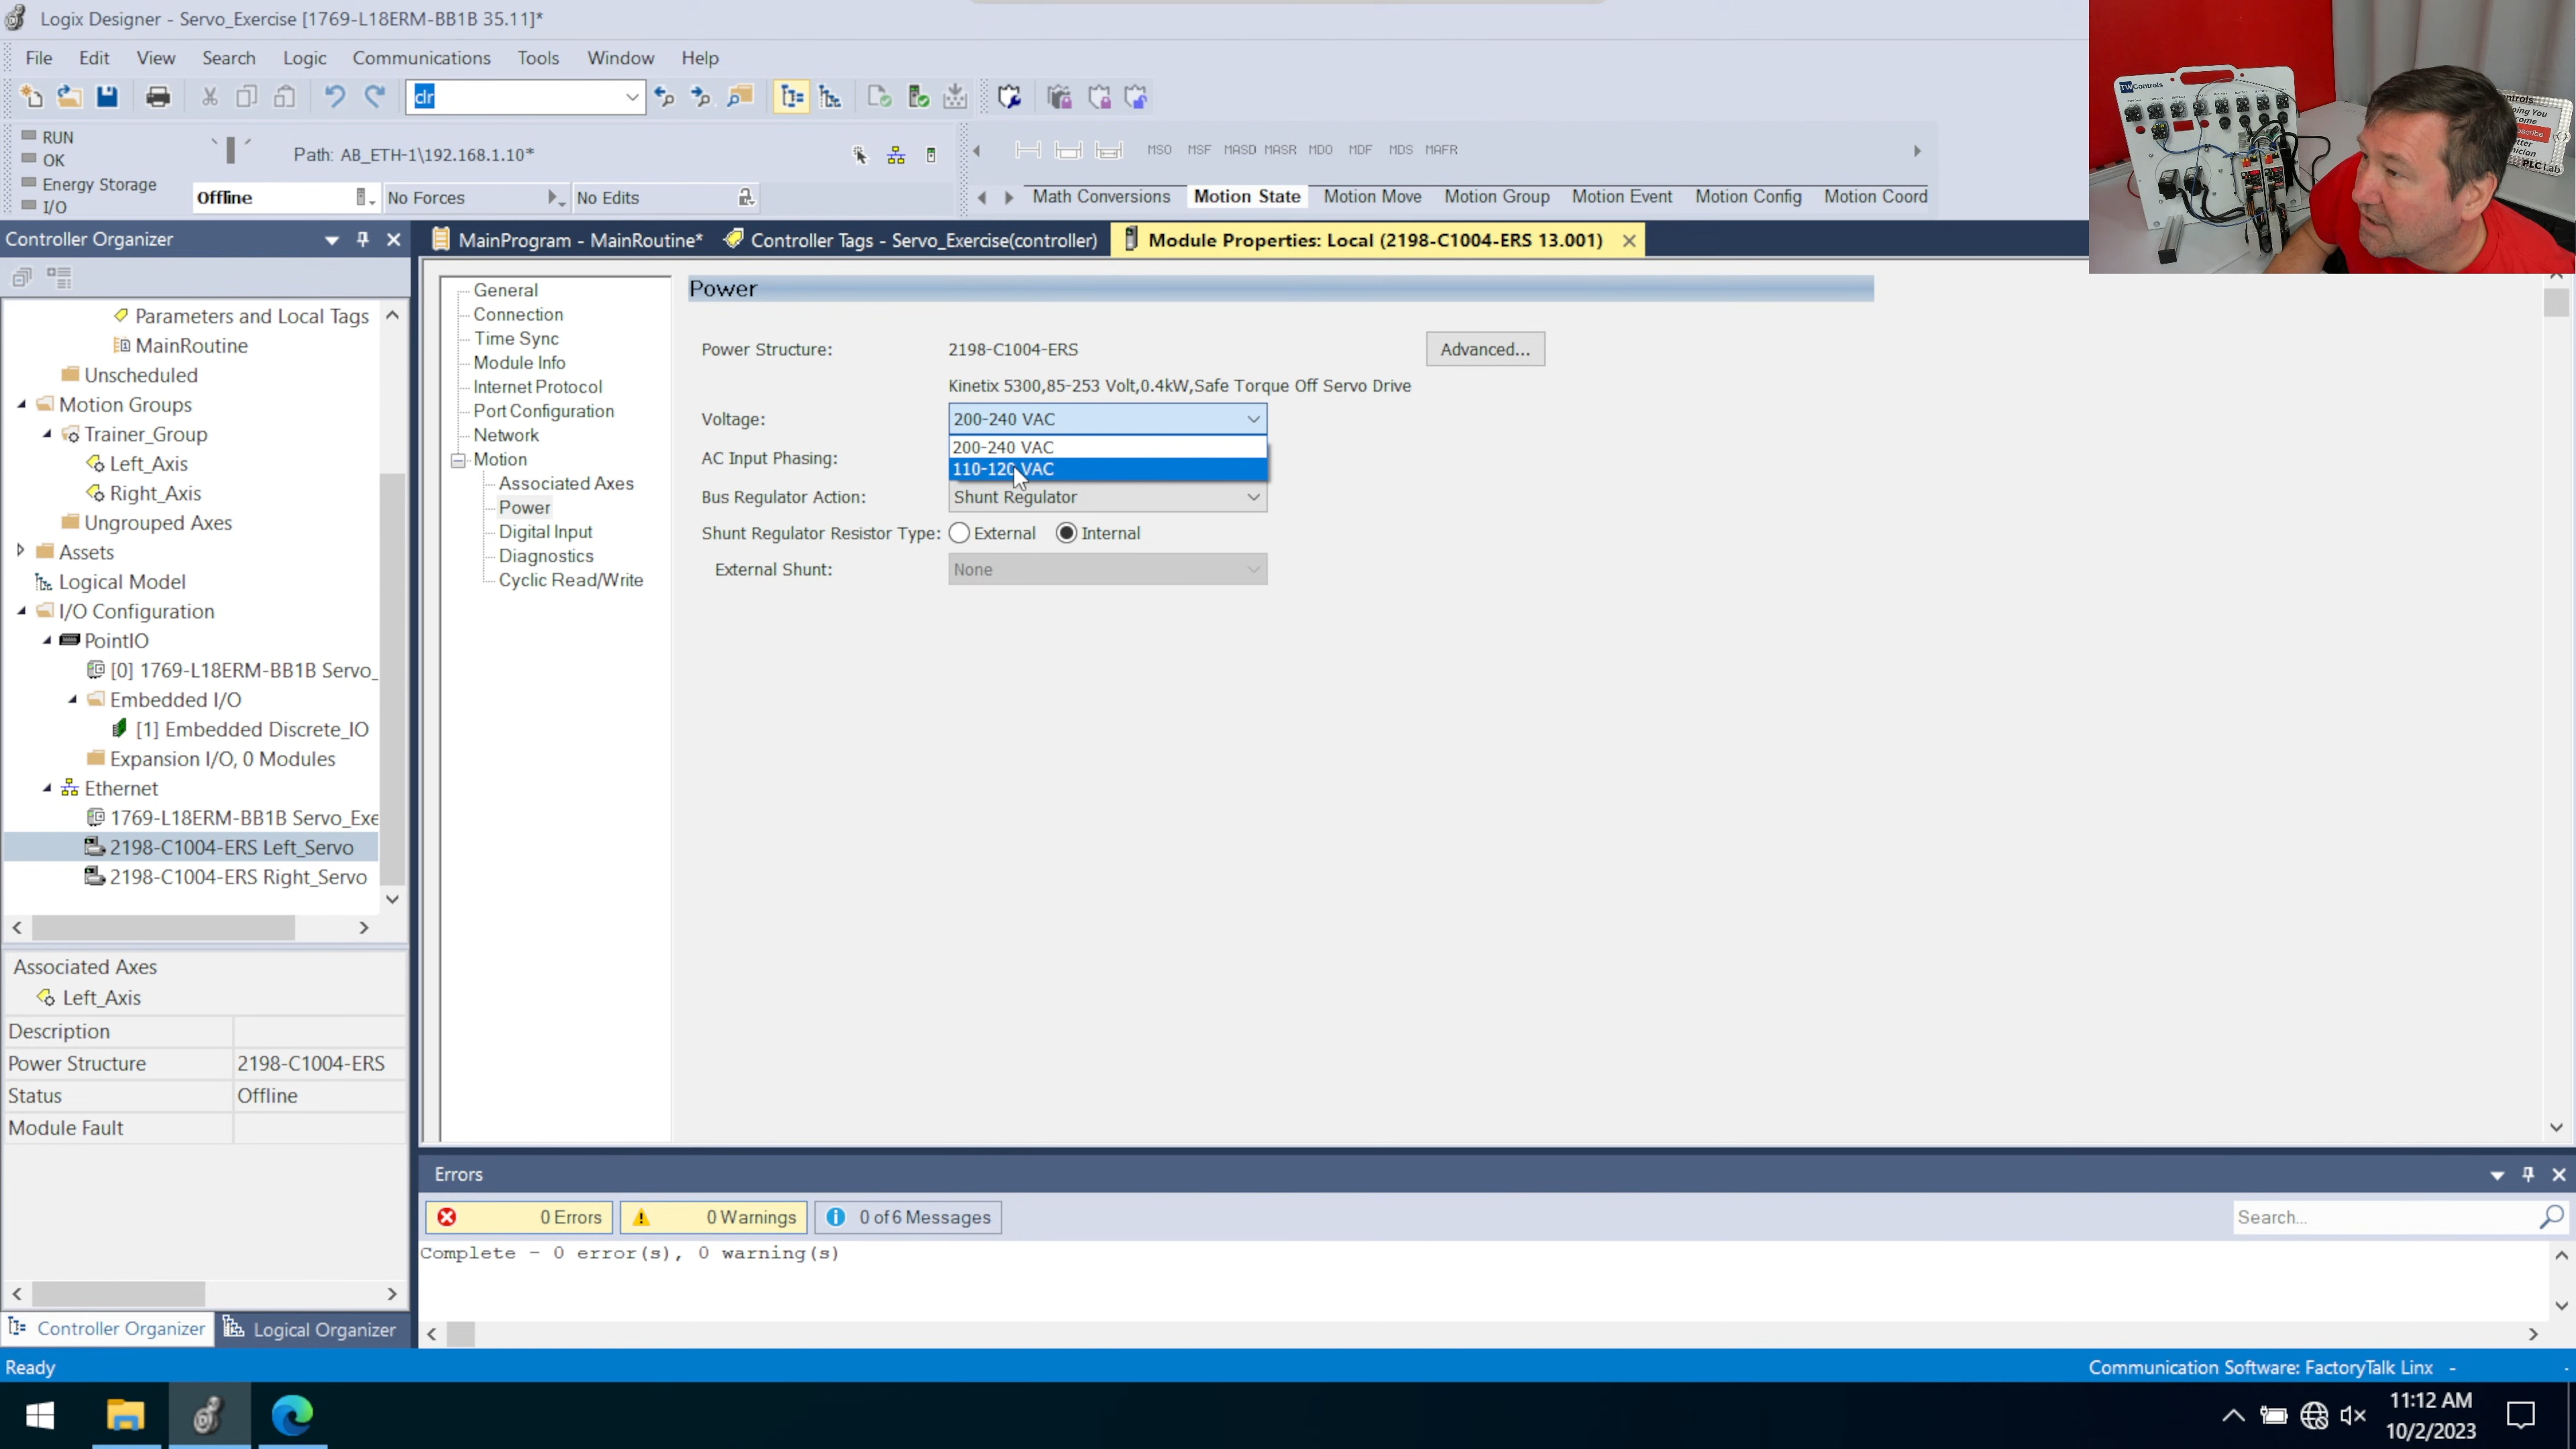 Logix Designer - Servo_Exercise [1769-L18ERM-BB1B 35.11]*
File Edit View Search Logic Communications Tools Window Help
clr
RUN
OK
Energy Storage
I/O
Path: AB_ETH-1\192.168.1.10*
Offline
No Forces
No Edits
MSO MSF MASD MASR MDO MDF MDS MAFR
Math Conversions Motion State Motion Move Motion Group Motion Event Motion Config Motion Coord
TWControls
PLC Lab
Controller Organizer
MainProgram - MainRoutine*
Controller Tags - Servo_Exercise(controller)
Module Properties: Local (2198-C1004-ERS 13.001)
Parameters and Local Tags
MainRoutine
Unscheduled
Motion Groups
Trainer_Group
Left_Axis
Right_Axis
Ungrouped Axes
Assets
Logical Model
I/O Configuration
PointIO
[0] 1769-L18ERM-BB1B Servo_
Embedded I/O
[1] Embedded Discrete_IO
Expansion I/O, 0 Modules
Ethernet
1769-L18ERM-BB1B Servo_Exe
2198-C1004-ERS Left_Servo
2198-C1004-ERS Right_Servo
Associated Axes
Left_Axis
Description
Power Structure 2198-C1004-ERS
Status Offline
Module Fault
Controller Organizer
Logical Organizer
General
Connection
Time Sync
Module Info
Internet Protocol
Port Configuration
Network
Motion
Associated Axes
Power
Digital Input
Diagnostics
Cyclic Read/Write
Power
Power Structure: 2198-C1004-ERS
Advanced...
Kinetix 5300,85-253 Volt,0.4kW,Safe Torque Off Servo Drive
Voltage: 200-240 VAC
200-240 VAC
AC Input Phasing: 110-120 VAC
Bus Regulator Action: Shunt Regulator
Shunt Regulator Resistor Type: External Internal
External Shunt: None
Errors
0 Errors
0 Warnings
0 of 6 Messages
Search...
Complete - 0 error(s), 0 warning(s)
Ready
Communication Software: FactoryTalk Linx -
11:12 AM
10/2/2023